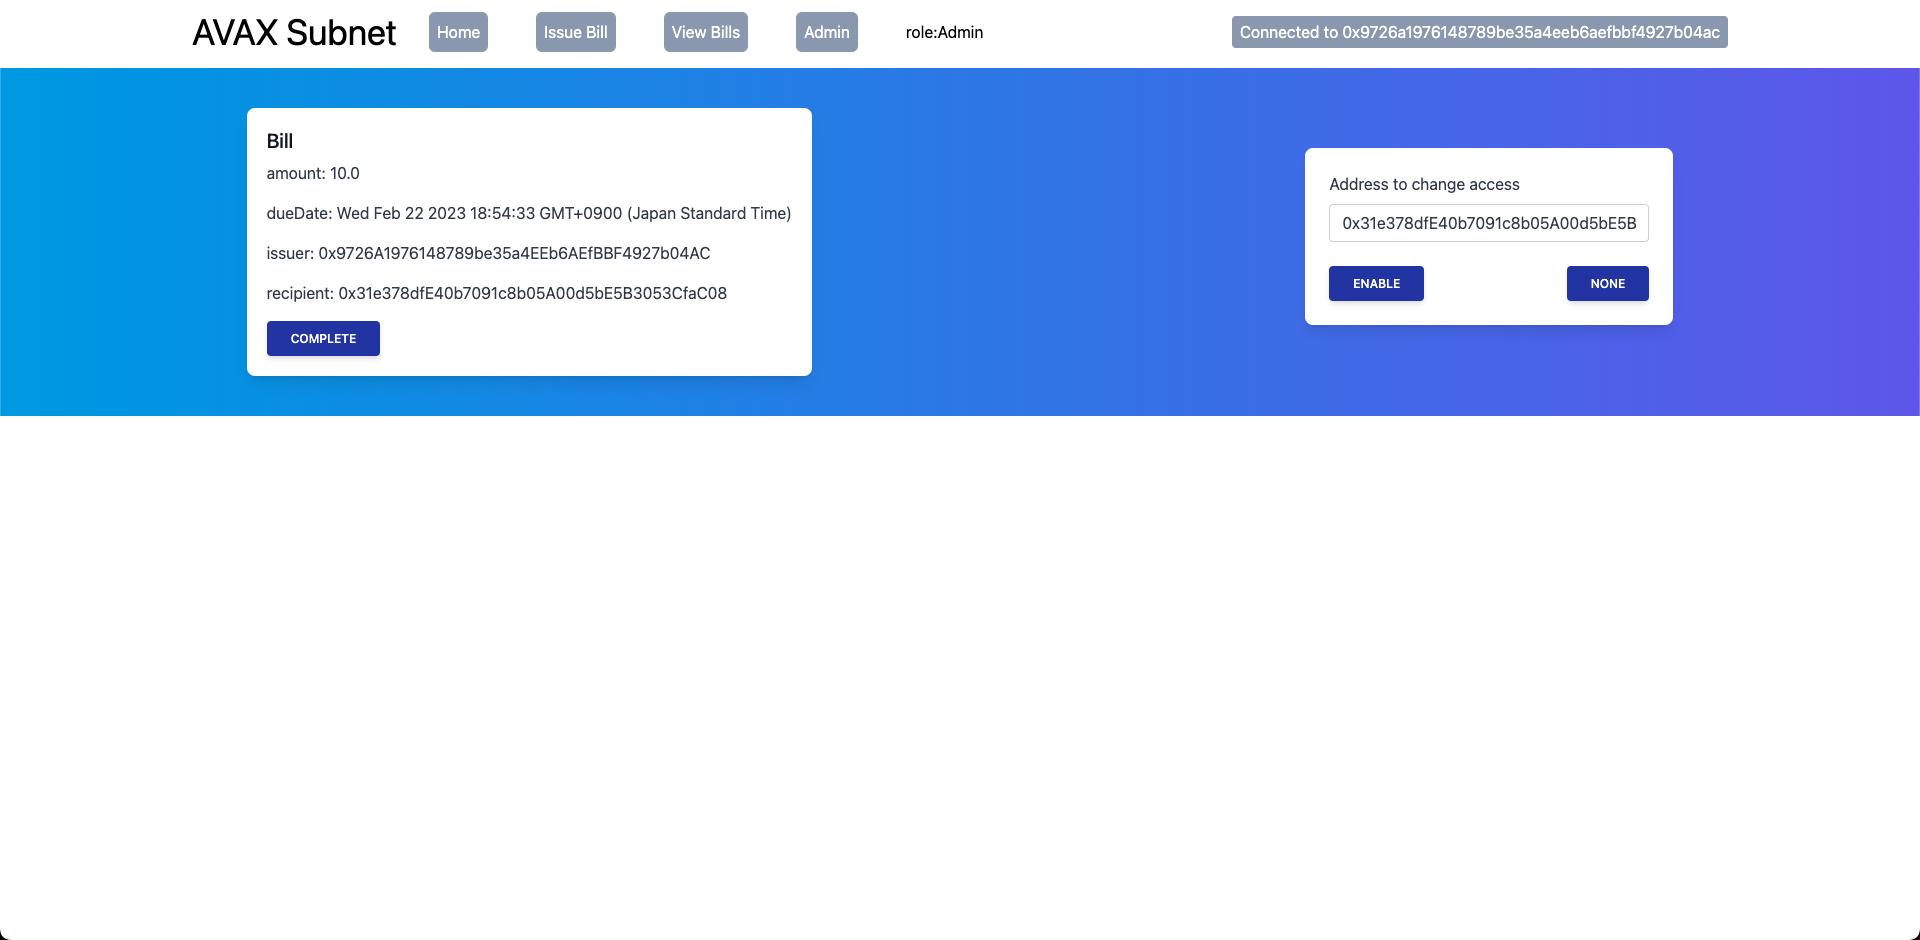 AVAX Subnet
Home
Issue Bill
View Bills
Admin
role:Admin
Connected to 0x9726a1976148789be35a4eeb6aefbbf4927b04ac
Bill
amount: 10.0
dueDate: Wed Feb 22 2023 18:54:33 GMT+0900 (Japan Standard Time)
issuer: 0x9726A1976148789be35a4EEb6AEfBBF4927b04AC
recipient: 0x31e378dfE40b7091c8b05A00d5bE5B3053CfaC08
COMPLETE
Address to change access
0x31e378dfE40b7091c8b05A00d5bE5B
ENABLE
NONE